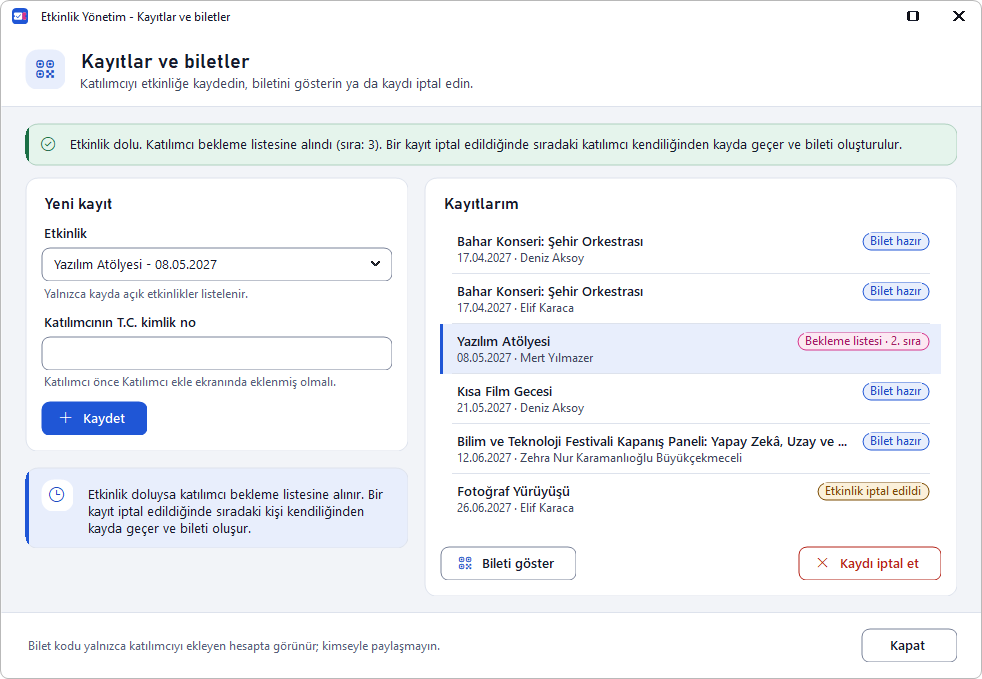 Etkinlik Yönetim - Kayıtlar ve biletler
Kayıtlar ve biletler
Katılımcıyı etkinliğe kaydedin, biletini gösterin ya da kaydı iptal edin.
Etkinlik dolu. Katılımcı bekleme listesine alındı (sıra: 3). Bir kayıt iptal edildiğinde sıradaki katılımcı kendiliğinden kayda geçer ve bileti oluşturulur.
Yeni kayıt
Etkinlik
Yazılım Atölyesi - 08.05.2027
Yalnızca kayda açık etkinlikler listelenir.
Katılımcının T.C. kimlik no
Katılımcı önce Katılımcı ekle ekranında eklenmiş olmalı.
Kaydet
Etkinlik doluysa katılımcı bekleme listesine alınır. Bir
kayıt iptal edildiğinde sıradaki kişi kendiliğinden
kayda geçer ve bileti oluşur.
Kayıtlarım
Bahar Konseri: Şehir Orkestrası
Bilet hazır
17.04.2027 · Deniz Aksoy
Bahar Konseri: Şehir Orkestrası
Bilet hazır
17.04.2027 · Elif Karaca
Yazılım Atölyesi
Bekleme listesi · 2. sıra
08.05.2027 · Mert Yılmazer
Kısa Film Gecesi
Bilet hazır
21.05.2027 · Deniz Aksoy
Bilim ve Teknoloji Festivali Kapanış Paneli: Yapay Zekâ, Uzay ve ...
Bilet hazır
12.06.2027 · Zehra Nur Karamanlıoğlu Büyükçekmeceli
Fotoğraf Yürüyüşü
Etkinlik iptal edildi
26.06.2027 · Elif Karaca
Bileti göster
Kaydı iptal et
Bilet kodu yalnızca katılımcıyı ekleyen hesapta görünür; kimseyle paylaşmayın.
Kapat